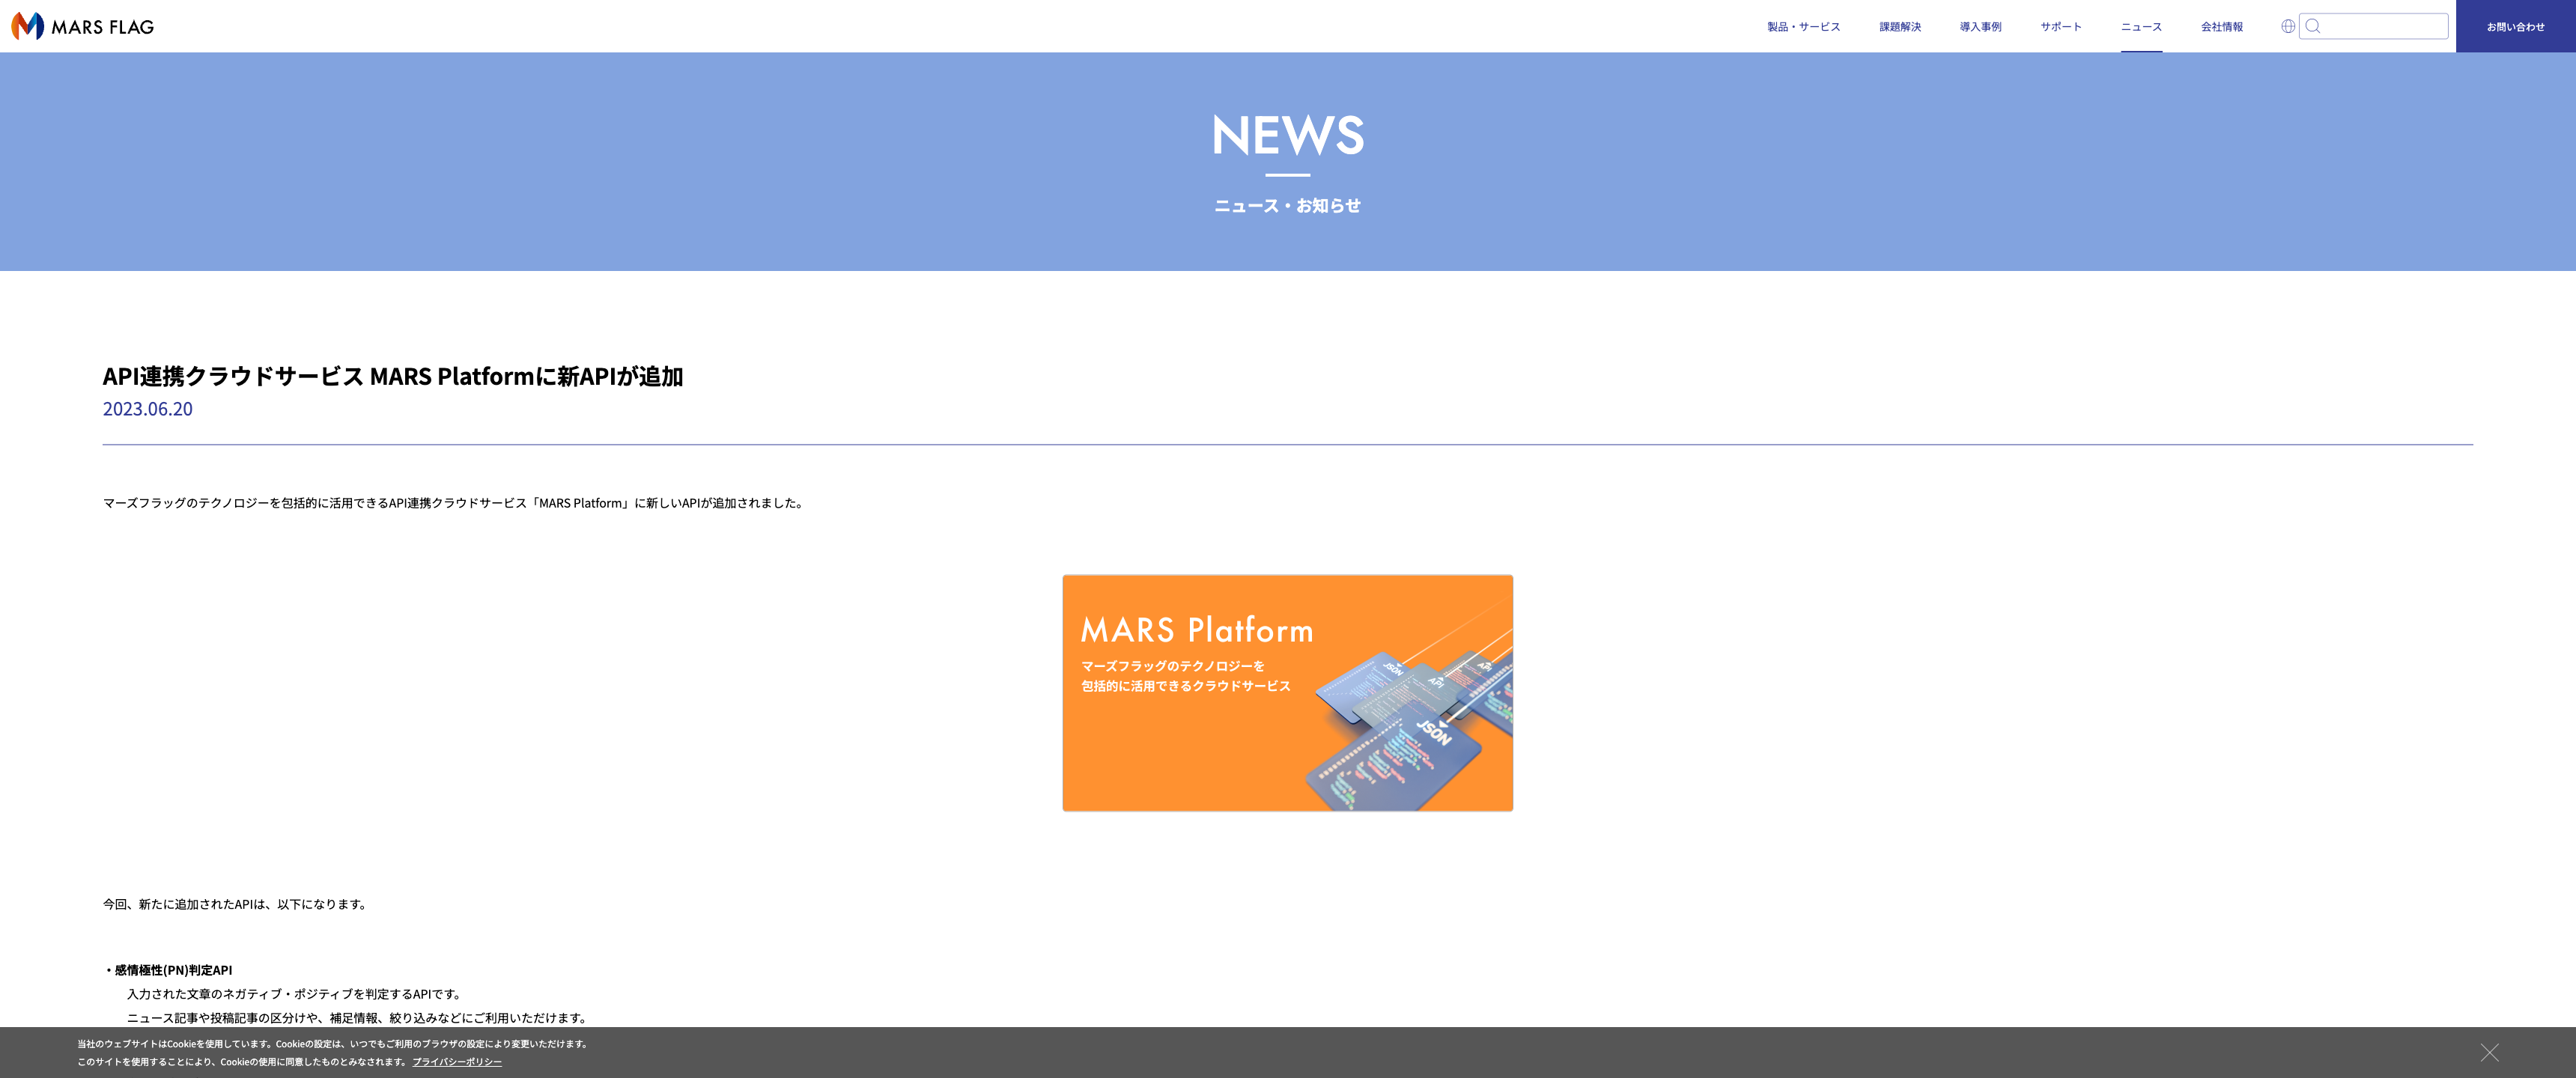 MARS FLAG
製品・サービス
課題解決
導入事例
サポート
ニュース
会社情報
お問い合わせ
NEWS
ニュース・お知らせ
API連携クラウドサービス MARS Platformに新APIが追加
2023.06.20
マーズフラッグのテクノロジーを包括的に活用できるAPI連携クラウドサービス「MARS Platform」に新しいAPIが追加されました。
MARS Platform
マーズフラッグのテクノロジーを
包括的に活用できるクラウドサービス
JSON
API
API
JSON
今回、新たに追加されたAPIは、以下になります。
・感情極性(PN)判定API
入力された文章のネガティブ・ポジティブを判定するAPIです。
ニュース記事や投稿記事の区分けや、補足情報、絞り込みなどにご利用いただけます。
当社のウェブサイトはCookieを使用しています。Cookieの設定は、いつでもご利用のブラウザの設定により変更いただけます。
このサイトを使用することにより、Cookieの使用に同意したものとみなされます。 プライバシーポリシー